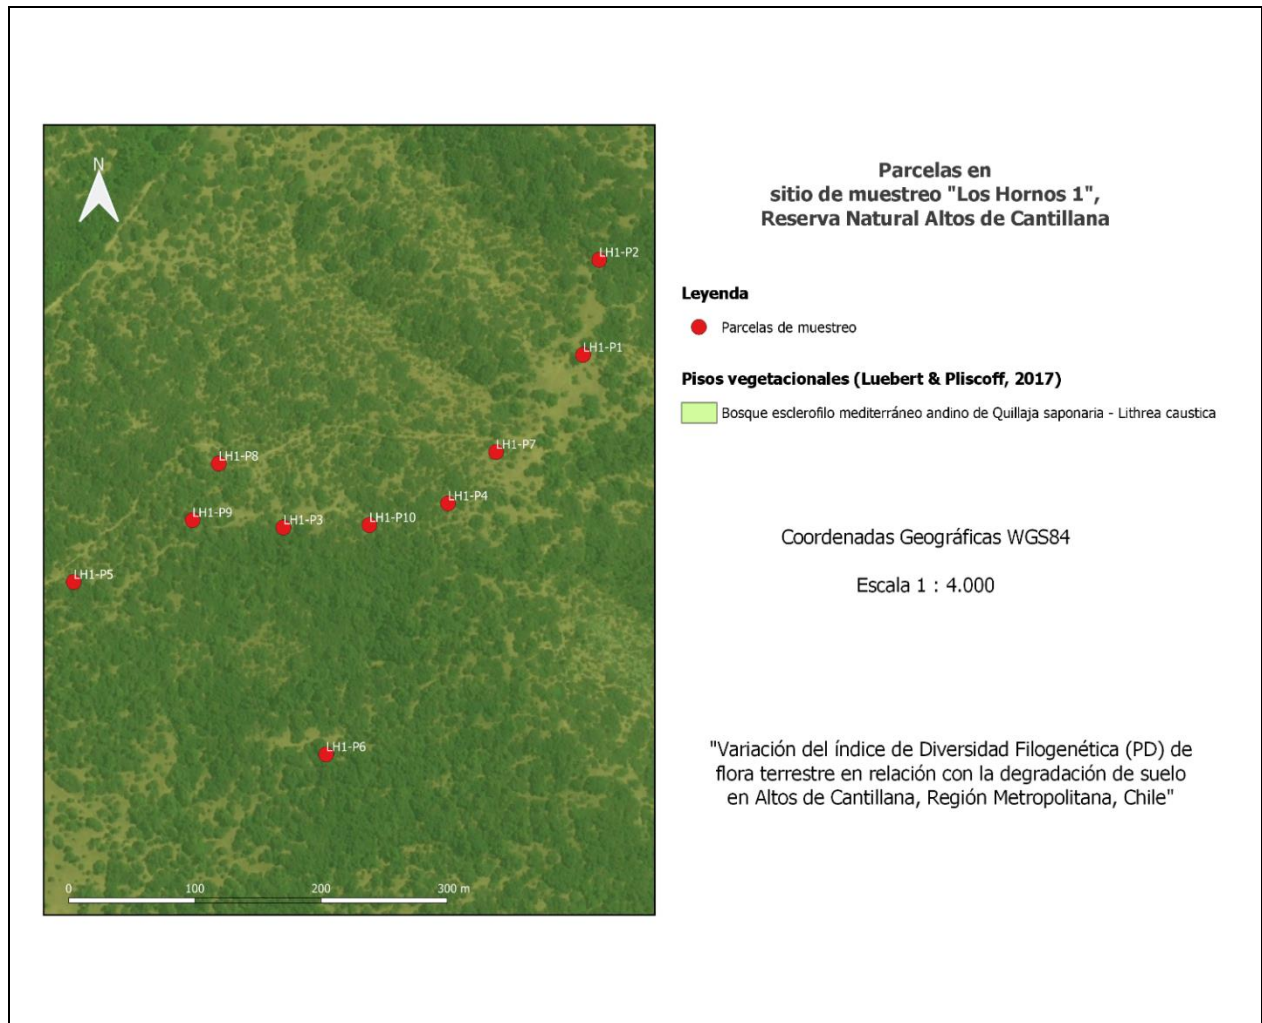 N
LH1-P2
LH1-P1
LH1-P7
LH1-P8
LH1-P4
LH1-P9
LH1-P3
LH1-P10
LH1-P5
LH1-P6
0 100 200 300 m
Parcelas en
sitio de muestreo "Los Hornos 1",
Reserva Natural Altos de Cantillana
Leyenda
Parcelas de muestreo
Pisos vegetacionales (Luebert & Pliscoff, 2017)
Bosque esclerofilo mediterráneo andino de Quillaja saponaria - Lithrea caustica
Coordenadas Geográficas WGS84
Escala 1 : 4.000
"Variación del índice de Diversidad Filogenética (PD) de
flora terrestre en relación con la degradación de suelo
en Altos de Cantillana, Región Metropolitana, Chile"